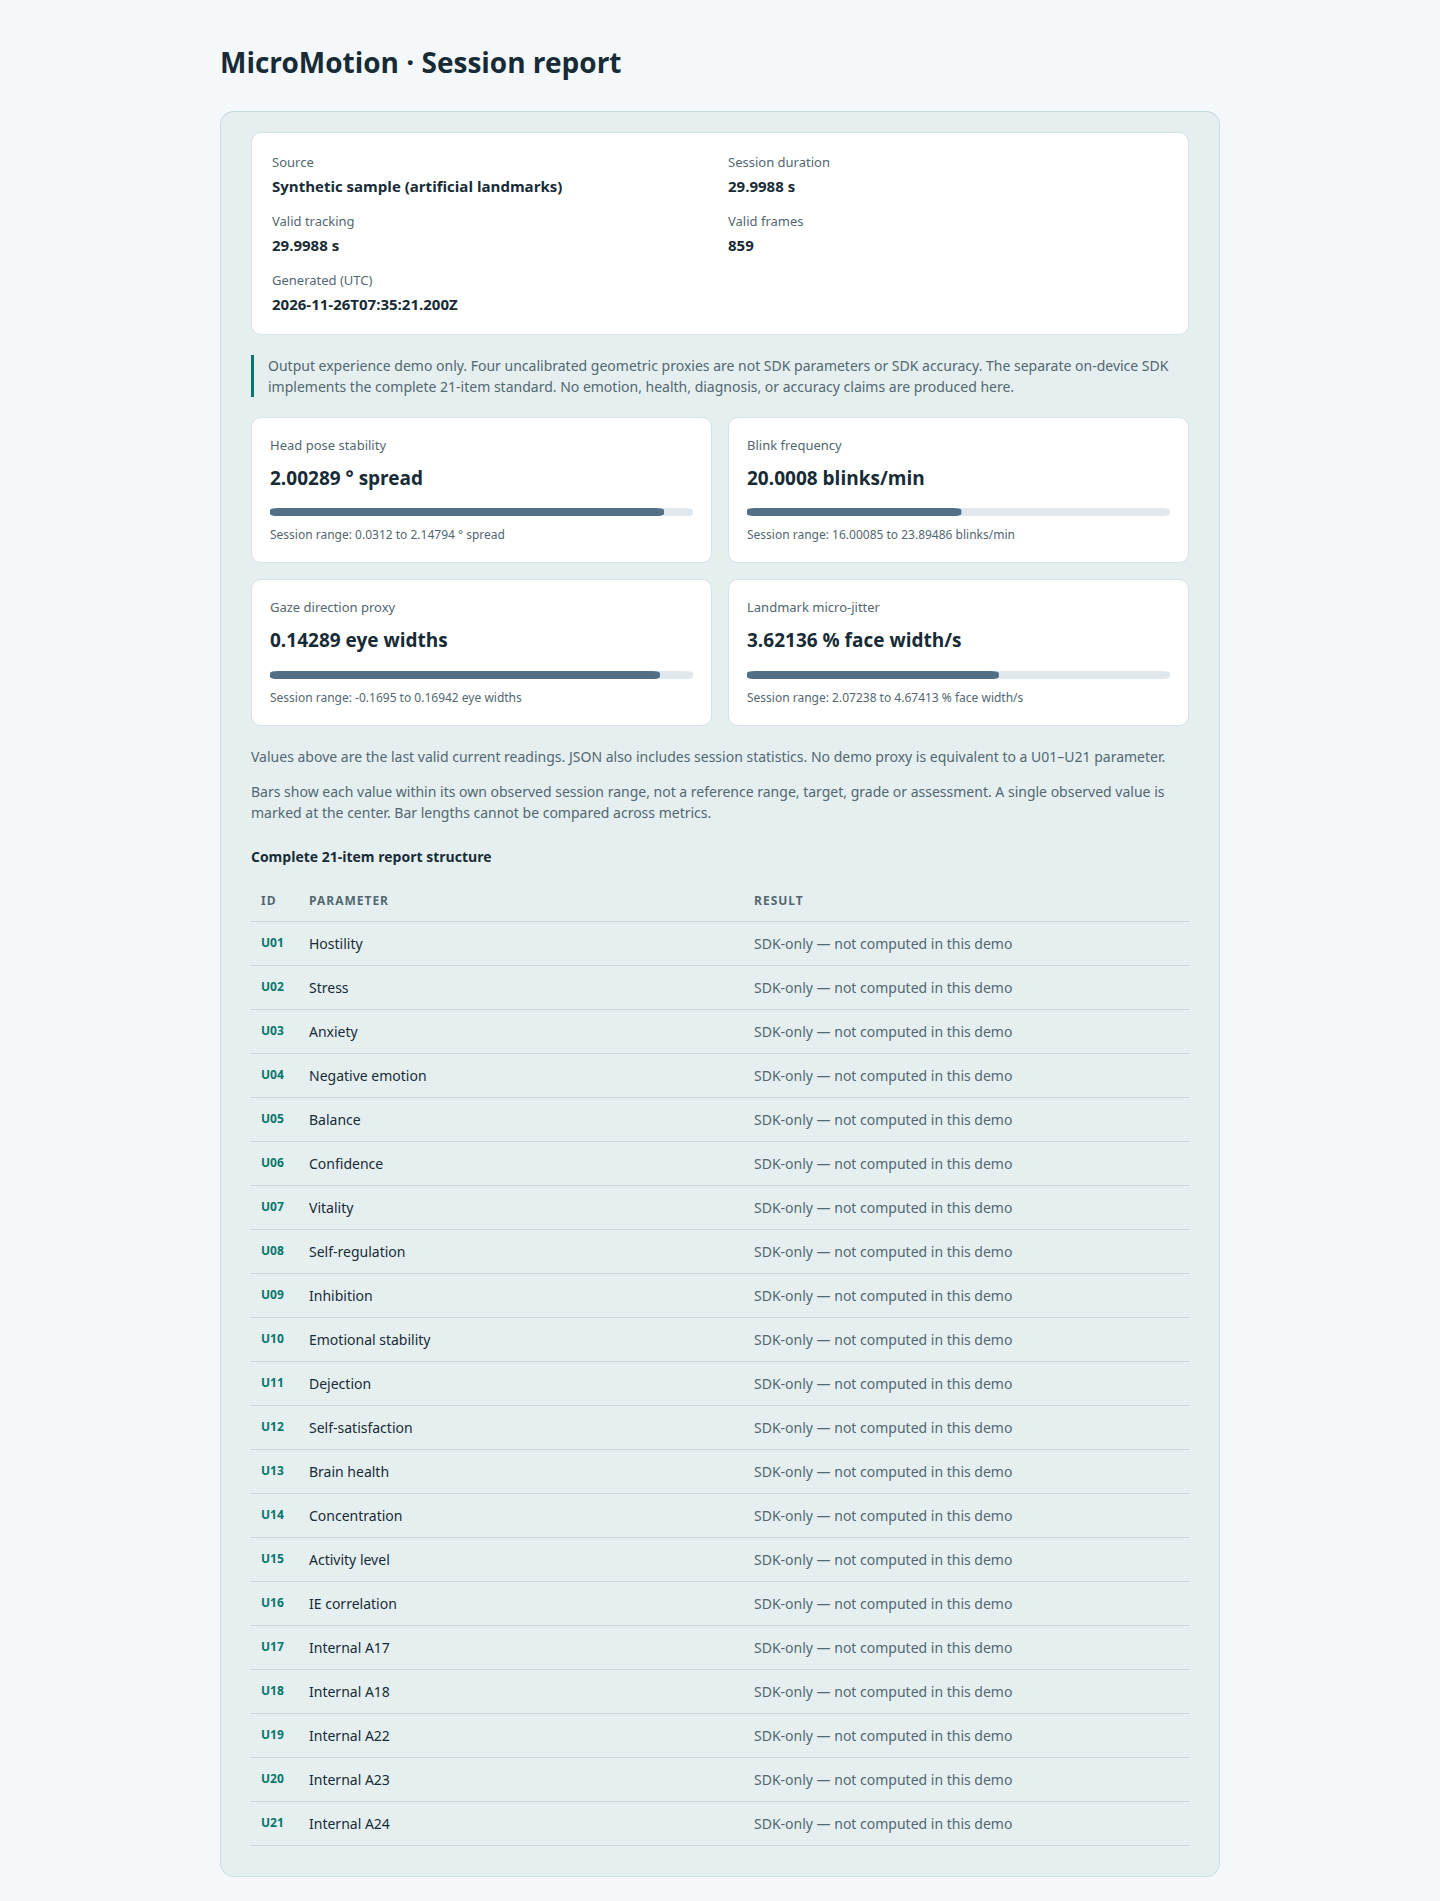 MicroMotion · Session report
Source
Synthetic sample (artificial landmarks)
Session duration
29.9988 s
Valid tracking
29.9988 s
Valid frames
859
Generated (UTC)
2026-11-26T07:35:21.200Z
Output experience demo only. Four uncalibrated geometric proxies are not SDK parameters or SDK accuracy. The separate on-device SDK
implements the complete 21-item standard. No emotion, health, diagnosis, or accuracy claims are produced here.
Head pose stability
2.00289 ° spread
Session range: 0.0312 to 2.14794 ° spread
Blink frequency
20.0008 blinks/min
Session range: 16.00085 to 23.89486 blinks/min
Gaze direction proxy
0.14289 eye widths
Session range: -0.1695 to 0.16942 eye widths
Landmark micro-jitter
3.62136 % face width/s
Session range: 2.07238 to 4.67413 % face width/s
Values above are the last valid current readings. JSON also includes session statistics. No demo proxy is equivalent to a U01–U21 parameter.
Bars show each value within its own observed session range, not a reference range, target, grade or assessment. A single observed value is
marked at the center. Bar lengths cannot be compared across metrics.
Complete 21-item report structure
ID PARAMETER RESULT
U01 Hostility SDK-only — not computed in this demo
U02 Stress SDK-only — not computed in this demo
U03 Anxiety SDK-only — not computed in this demo
U04 Negative emotion SDK-only — not computed in this demo
U05 Balance SDK-only — not computed in this demo
U06 Confidence SDK-only — not computed in this demo
U07 Vitality SDK-only — not computed in this demo
U08 Self-regulation SDK-only — not computed in this demo
U09 Inhibition SDK-only — not computed in this demo
U10 Emotional stability SDK-only — not computed in this demo
U11 Dejection SDK-only — not computed in this demo
U12 Self-satisfaction SDK-only — not computed in this demo
U13 Brain health SDK-only — not computed in this demo
U14 Concentration SDK-only — not computed in this demo
U15 Activity level SDK-only — not computed in this demo
U16 IE correlation SDK-only — not computed in this demo
U17 Internal A17 SDK-only — not computed in this demo
U18 Internal A18 SDK-only — not computed in this demo
U19 Internal A22 SDK-only — not computed in this demo
U20 Internal A23 SDK-only — not computed in this demo
U21 Internal A24 SDK-only — not computed in this demo